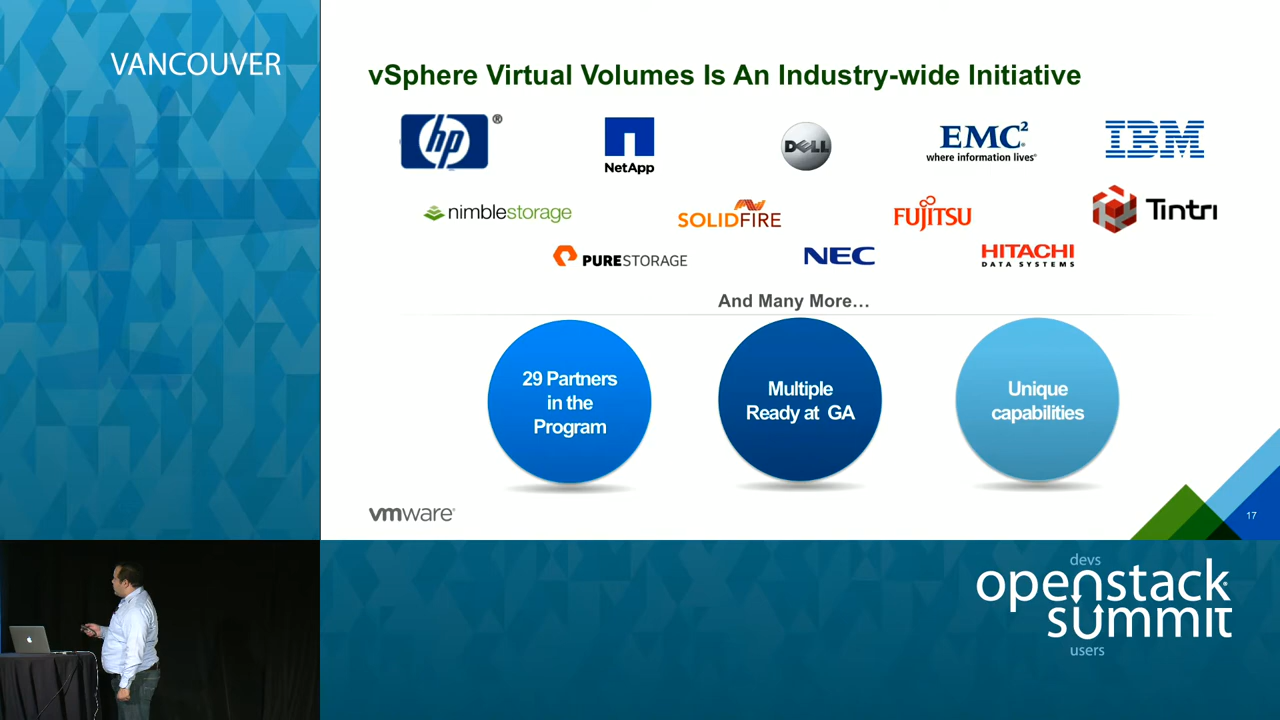 VANCOUVER
vSphere Virtual Volumes Is An Industry-wide Initiative
hp ®
NetApp
DELL
EMC²
where information lives®
IBM
nimblestorage
SOLIDFIRE
FUJITSU
Tintri
PURESTORAGE
NEC
HITACHI
DATA SYSTEMS
And Many More…
29 Partners
in the
Program
Multiple
Ready at GA
Unique
capabilities
vmware®
17
devs
openstack
summit
users